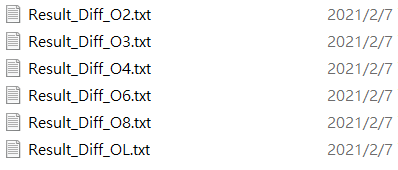 Result_Diff_O2.txt 2021/2/7
Result_Diff_O3.txt 2021/2/7
Result_Diff_O4.txt 2021/2/7
Result_Diff_O6.txt 2021/2/7
Result_Diff_O8.txt 2021/2/7
Result_Diff_OL.txt 2021/2/7